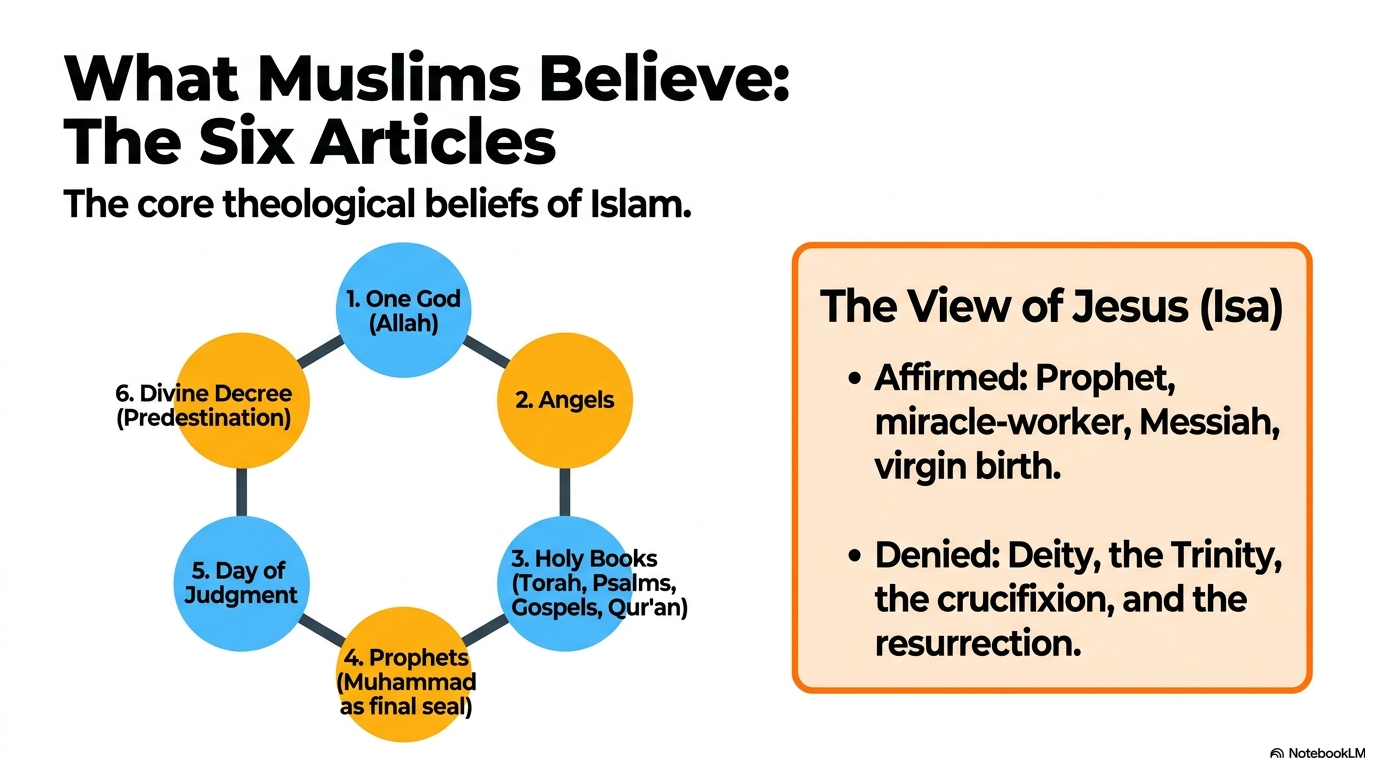 What Muslims Believe:
The Six Articles
The core theological beliefs of Islam.
1. One God
(Allah)
2. Angels
3. Holy Books
(Torah, Psalms,
Gospels, Qur'an)
4. Prophets
(Muhammad
as final seal)
5. Day of
Judgment
6. Divine Decree
(Predestination)
The View of Jesus (Isa)
• Affirmed: Prophet,
miracle-worker, Messiah,
virgin birth.
• Denied: Deity, the Trinity,
the crucifixion, and the
resurrection.
NotebookLM